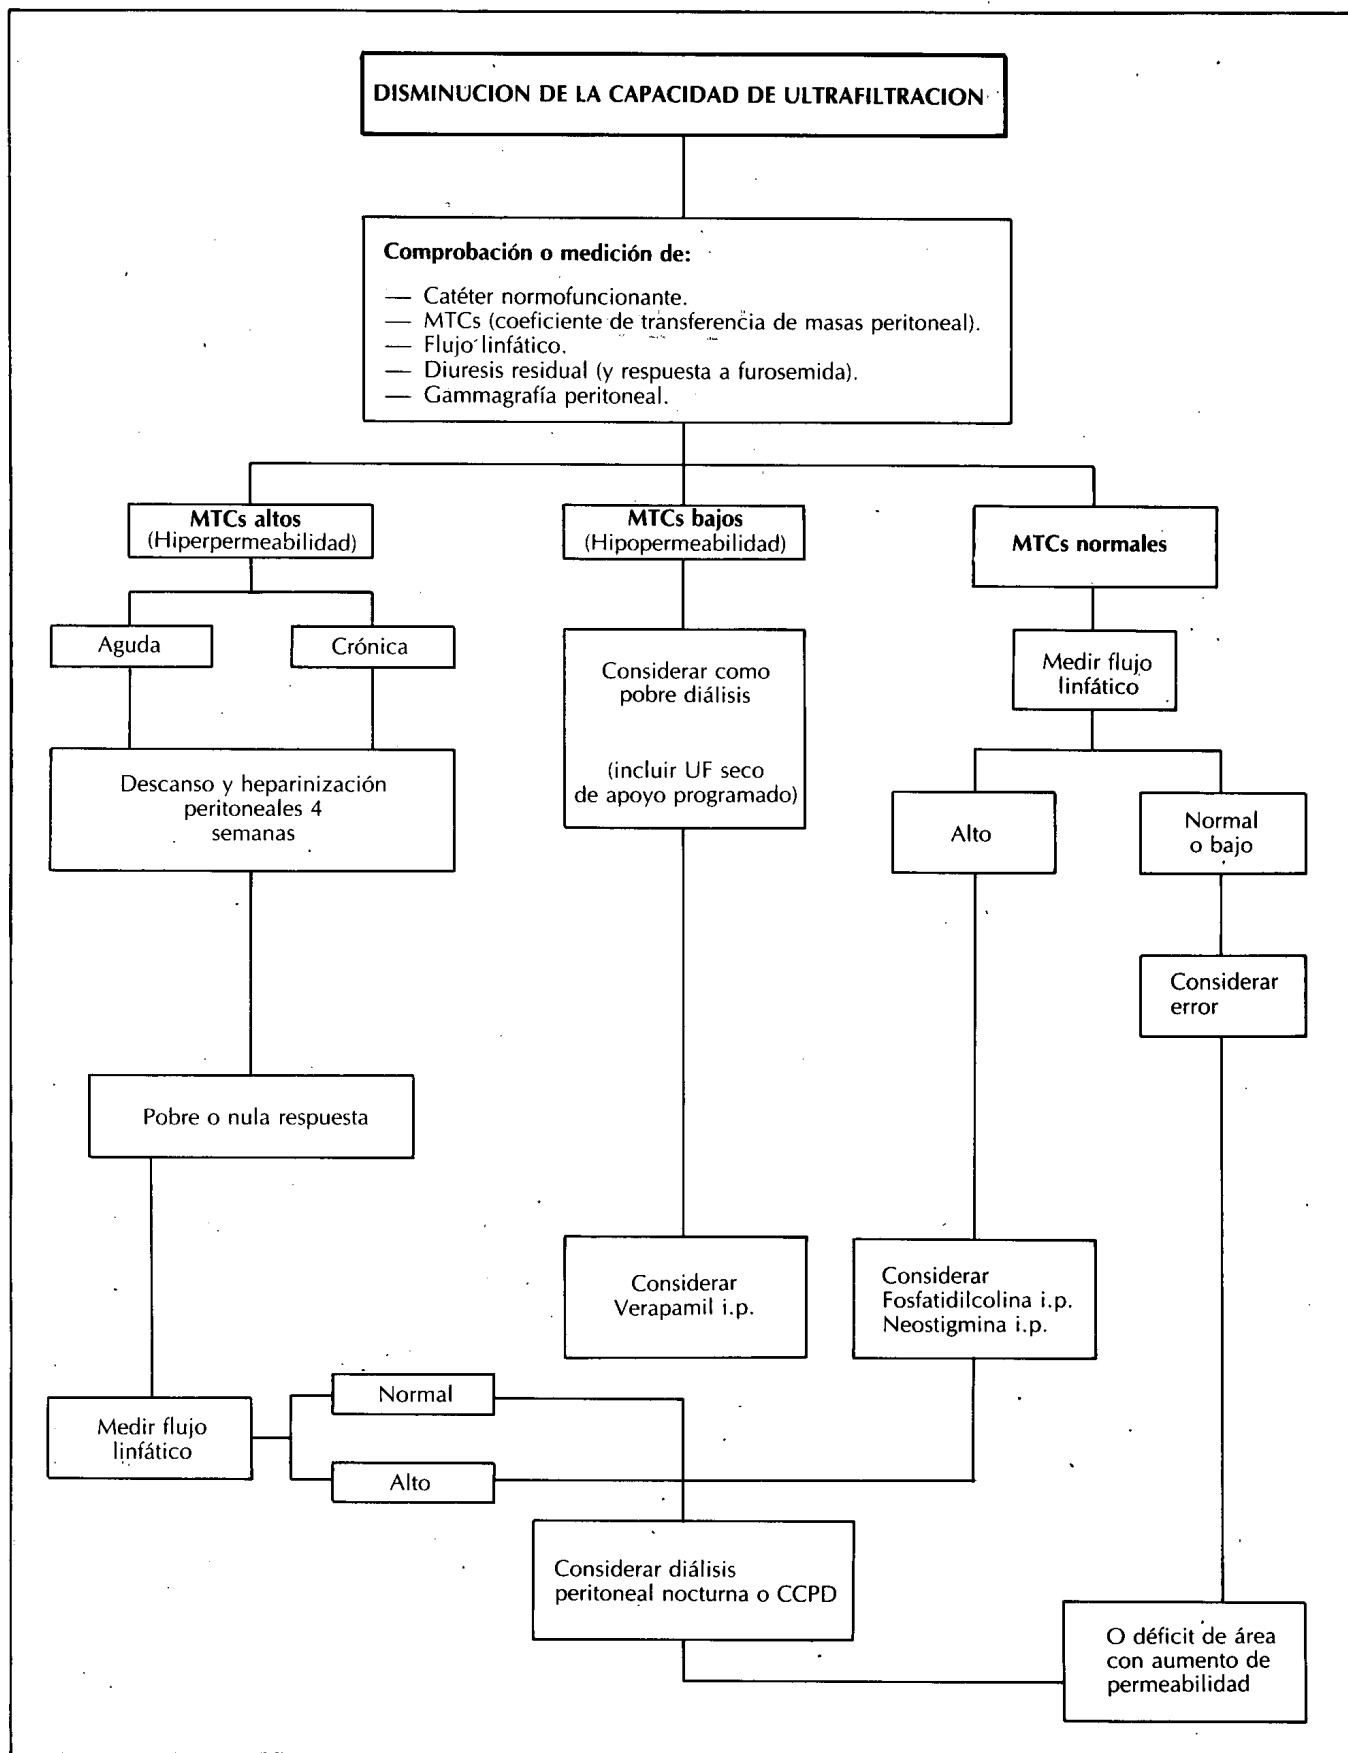 DISMINUCION DE LA CAPACIDAD DE ULTRAFILTRACION
Comprobación o medición de:
— Catéter normofuncionante.
— MTCs (coeficiente de transferencia de masas peritoneal).
— Flujo linfático.
— Diuresis residual (y respuesta a furosemida).
— Gammagrafía peritoneal.
MTCs altos
(Hiperpermeabilidad)
MTCs bajos
(Hipopermeabilidad)
MTCs normales
Aguda
Crónica
Considerar como
pobre diálisis
(incluir UF seco
de apoyo programado)
Medir flujo
linfático
Descanso y heparinización
peritoneales 4
semanas
Alto
Normal
o bajo
Considerar
error
Pobre o nula respuesta
Considerar
Verapamil i.p.
Considerar
Fosfatidilcolina i.p.
Neostigmina i.p.
Medir flujo
linfático
Normal
Alto
Considerar diálisis
peritoneal nocturna o CCPD
O déficit de área
con aumento de
permeabilidad